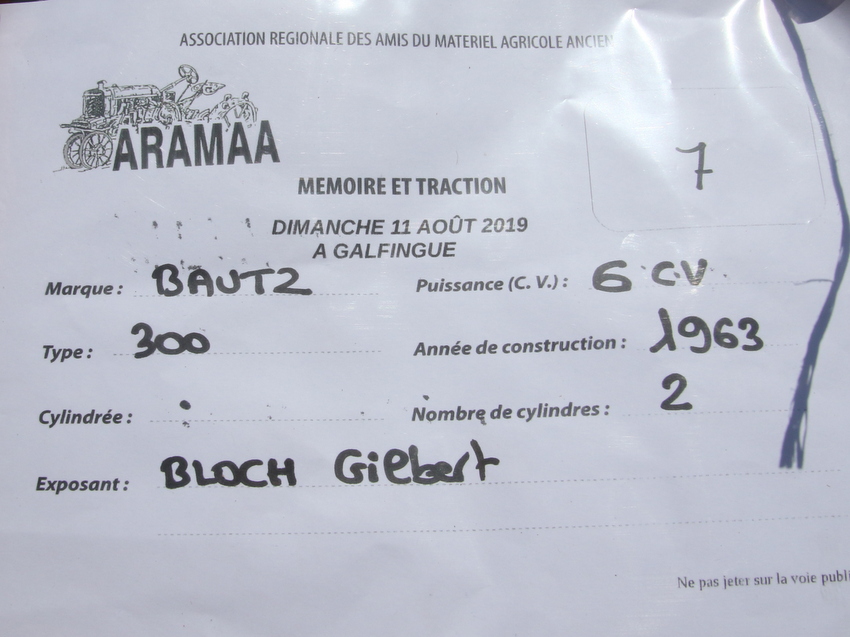 ASSOCIATION REGIONALE DES AMIS DU MATERIEL AGRICOLE ANCIEN
ARAMAA
7
MEMOIRE ET TRACTION
DIMANCHE 11 AOÛT 2019
A GALFINGUE
Marque : BAUTZ Puissance (C. V.) : 6 CV
Type : 300 Année de construction : 1963
Cylindrée : Nombre de cylindres : 2
Exposant : BLOCH Gilbert
Ne pas jeter sur la voie publi